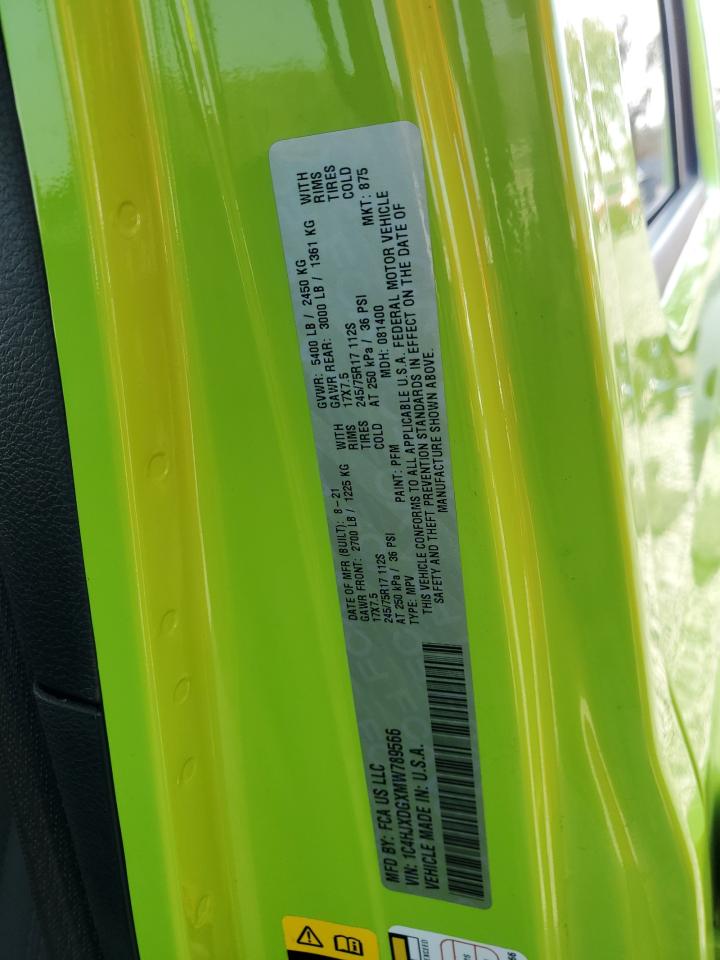 MFD BY: FCA US LLC
VIN: 1C4HJXDGXMW789566
VEHICLE MADE IN: U.S.A.
DATE OF MFR (BUILT): 8-21 GVWR: 5400 LB / 2450 KG
GAWR FRONT: 2700 LB / 1225 KG WITH GAWR REAR: 3000 LB / 1361 KG WITH
17X7.5 RIMS 17X7.5 RIMS
245/75R17 112S TIRES 245/75R17 112S TIRES
AT 250 kPa / 36 PSI COLD AT 250 kPa / 36 PSI COLD
TYPE: MPV PAINT: PFM MDH: 081400 MKT: 875
THIS VEHICLE CONFORMS TO ALL APPLICABLE U.S.A. FEDERAL MOTOR VEHICLE
SAFETY AND THEFT PREVENTION STANDARDS IN EFFECT ON THE DATE OF
MANUFACTURE SHOWN ABOVE.